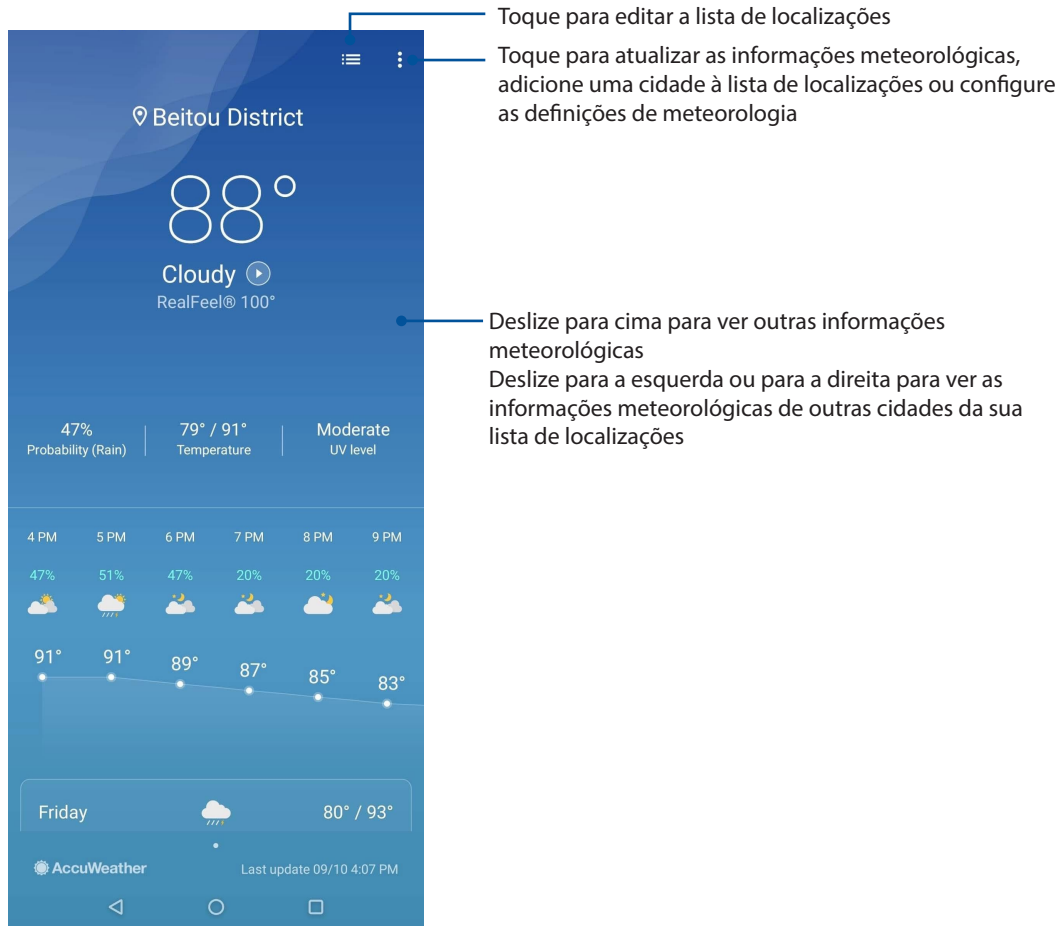 Toque para editar a lista de localizações
Toque para atualizar as informações meteorológicas,
adicione uma cidade à lista de localizações ou configure
as definições de meteorologia
Beitou District
88°
Cloudy
RealFeel® 100°
Deslize para cima para ver outras informações
meteorológicas
Deslize para a esquerda ou para a direita para ver as
informações meteorológicas de outras cidades da sua
lista de localizações
47% 79° / 91° Moderate
Probability (Rain) Temperature UV level
4 PM 5 PM 6 PM 7 PM 8 PM 9 PM
47% 51% 47% 20% 20% 20%
91° 91° 89° 87° 85° 83°
Friday 80° / 93°
AccuWeather Last update 09/10 4:07 PM